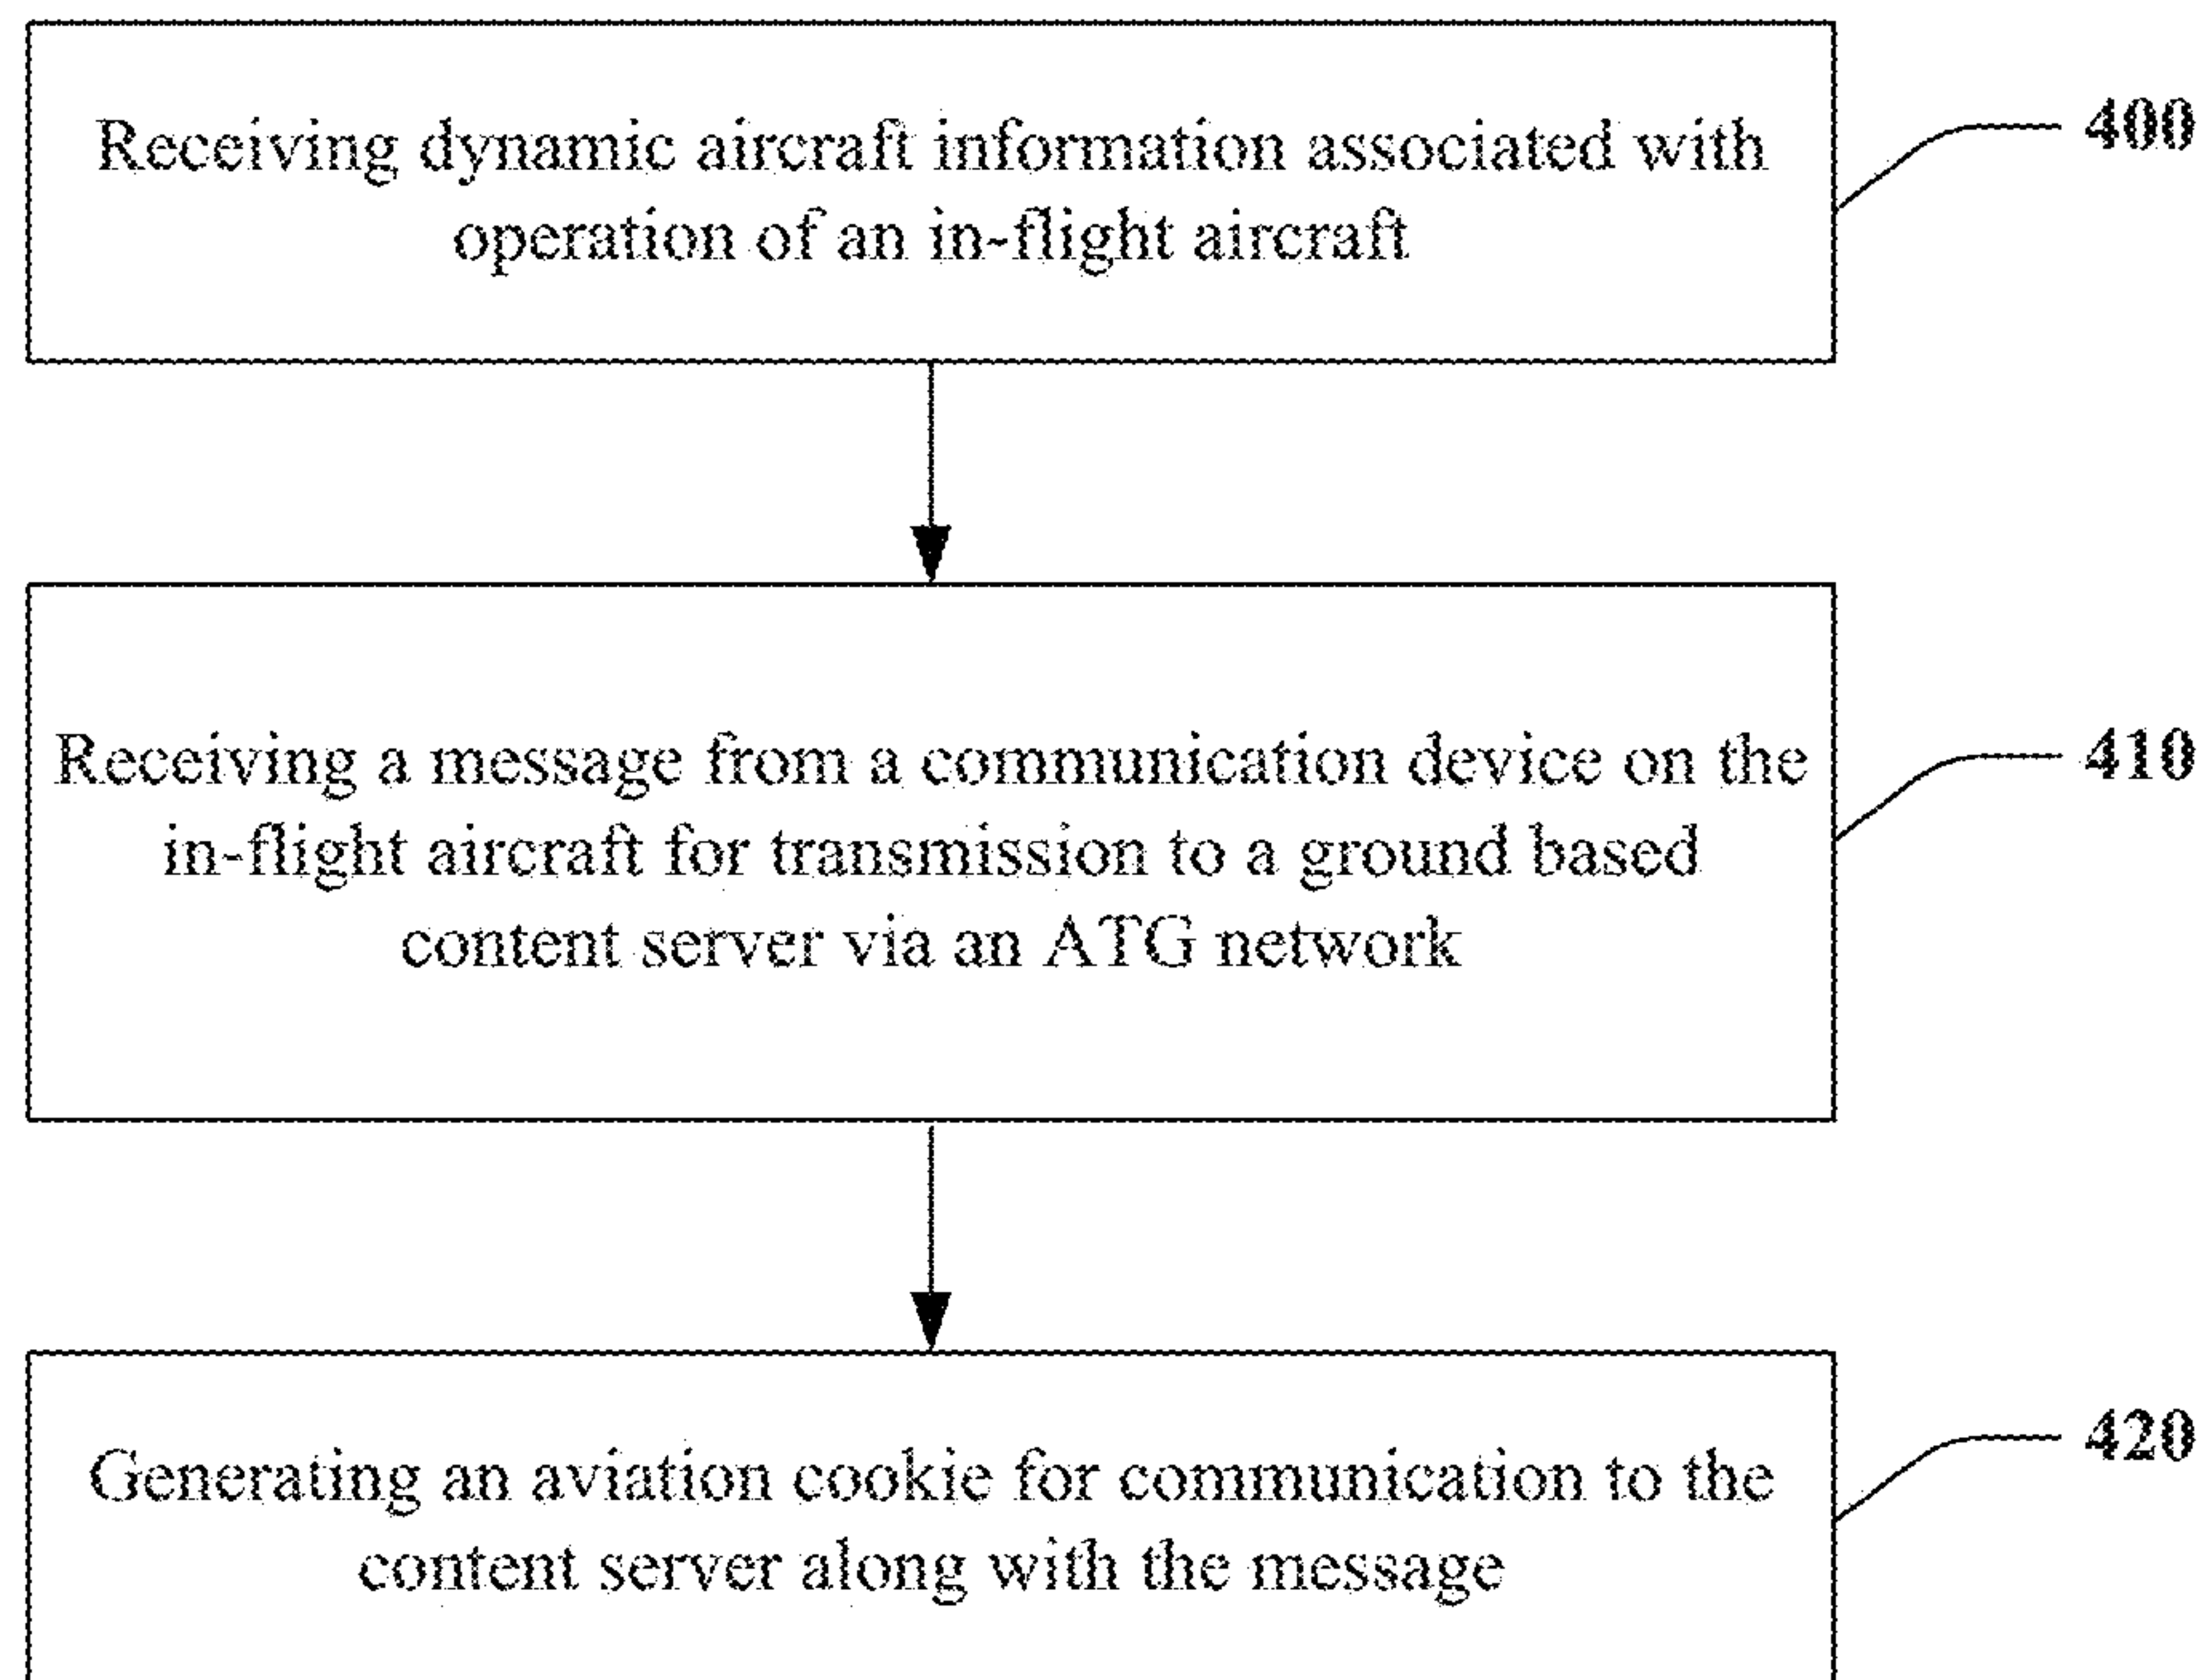 Receiving dynamic aircraft information associated with
operation of an in-flight aircraft
400
Receiving a message from a communication device on the
in-flight aircraft for transmission to a ground based
content server via an ATG network
410
Generating an aviation cookie for communication to the
content server along with the message
420